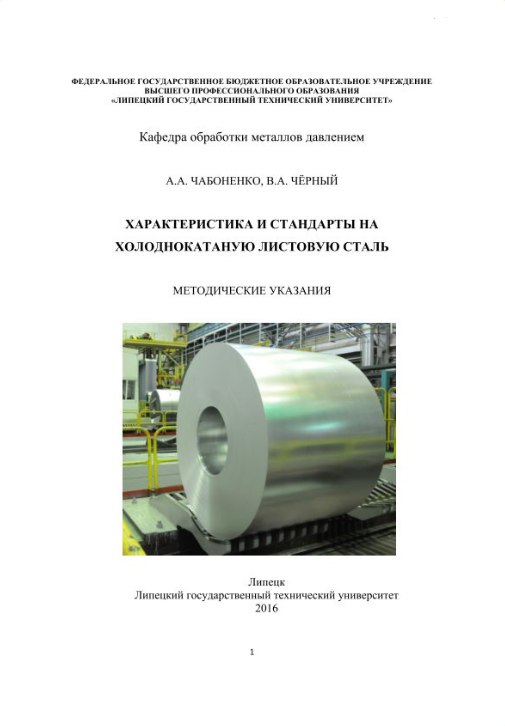 ФЕДЕРАЛЬНОЕ ГОСУДАРСТВЕННОЕ БЮДЖЕТНОЕ ОБРАЗОВАТЕЛЬНОЕ УЧРЕЖДЕНИЕ
ВЫСШЕГО ПРОФЕССИОНАЛЬНОГО ОБРАЗОВАНИЯ
«ЛИПЕЦКИЙ ГОСУДАРСТВЕННЫЙ ТЕХНИЧЕСКИЙ УНИВЕРСИТЕТ»
Кафедра обработки металлов давлением
А.А. ЧАБОНЕНКО, В.А. ЧЁРНЫЙ
ХАРАКТЕРИСТИКА И СТАНДАРТЫ НА
ХОЛОДНОКАТАНУЮ ЛИСТОВУЮ СТАЛЬ
МЕТОДИЧЕСКИЕ УКАЗАНИЯ
Липецк
Липецкий государственный технический университет
2016
1